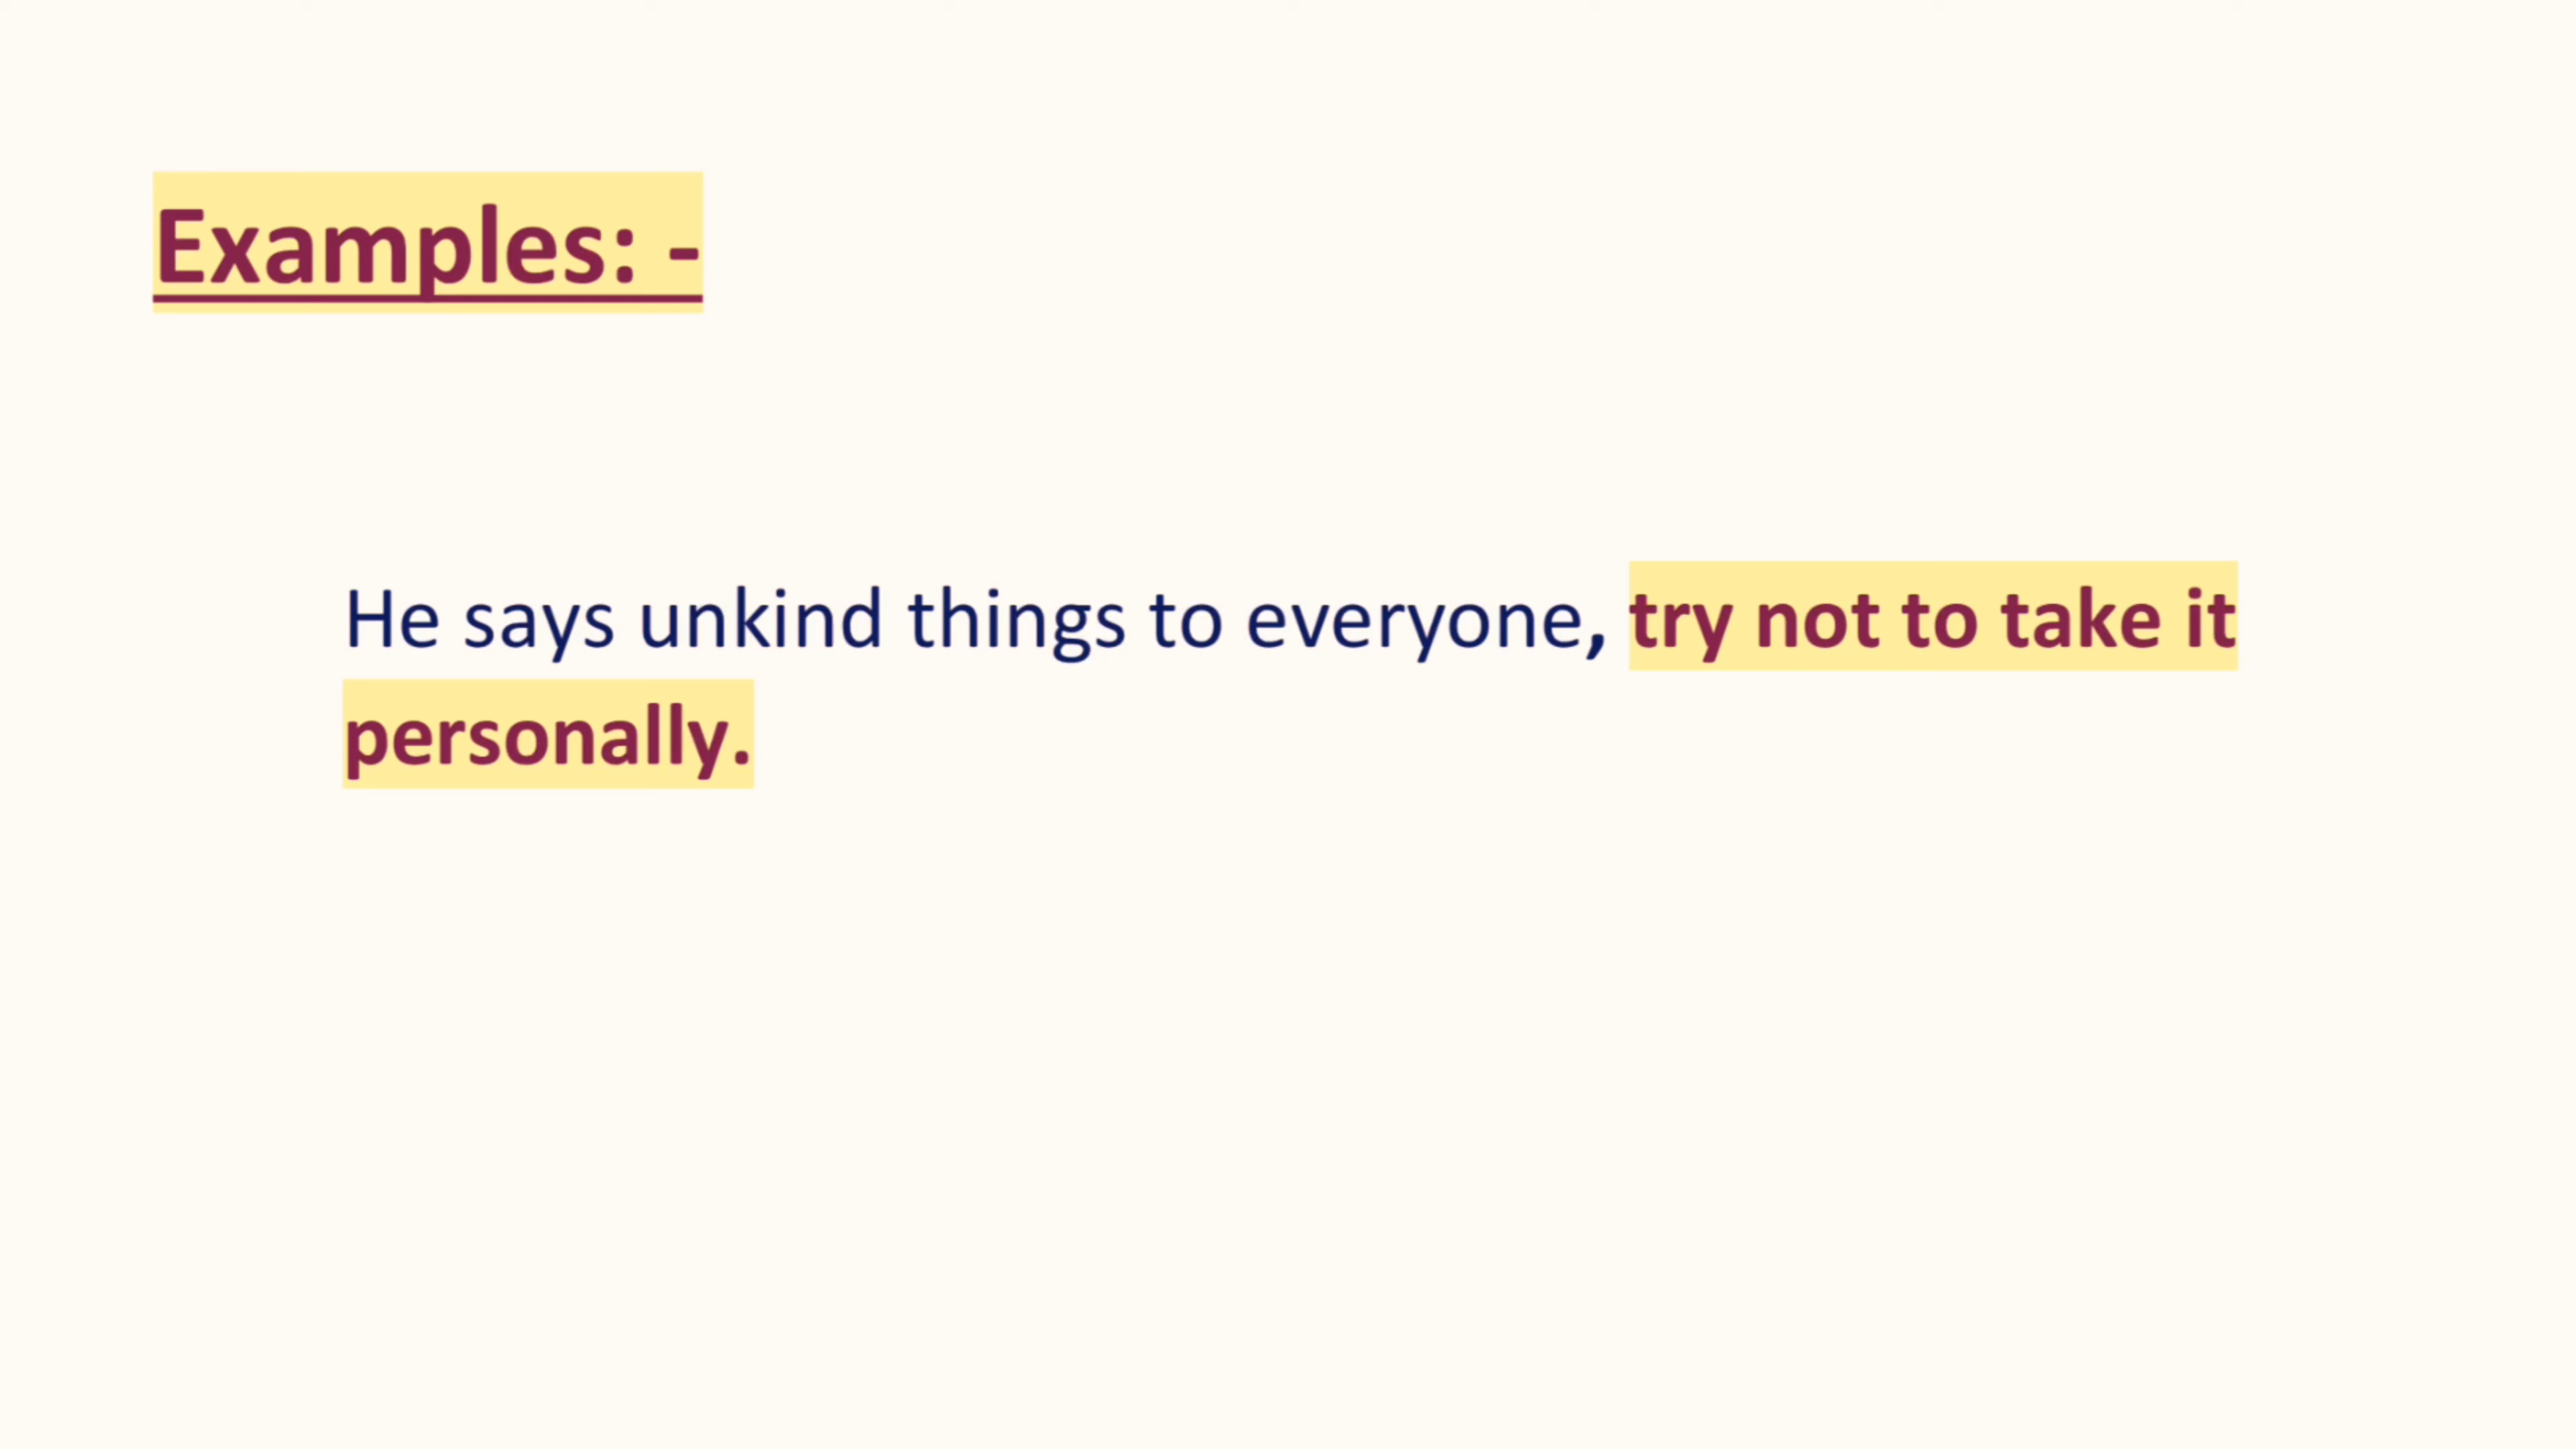 Examples: -
He says unkind things to everyone, try not to take it
personally.